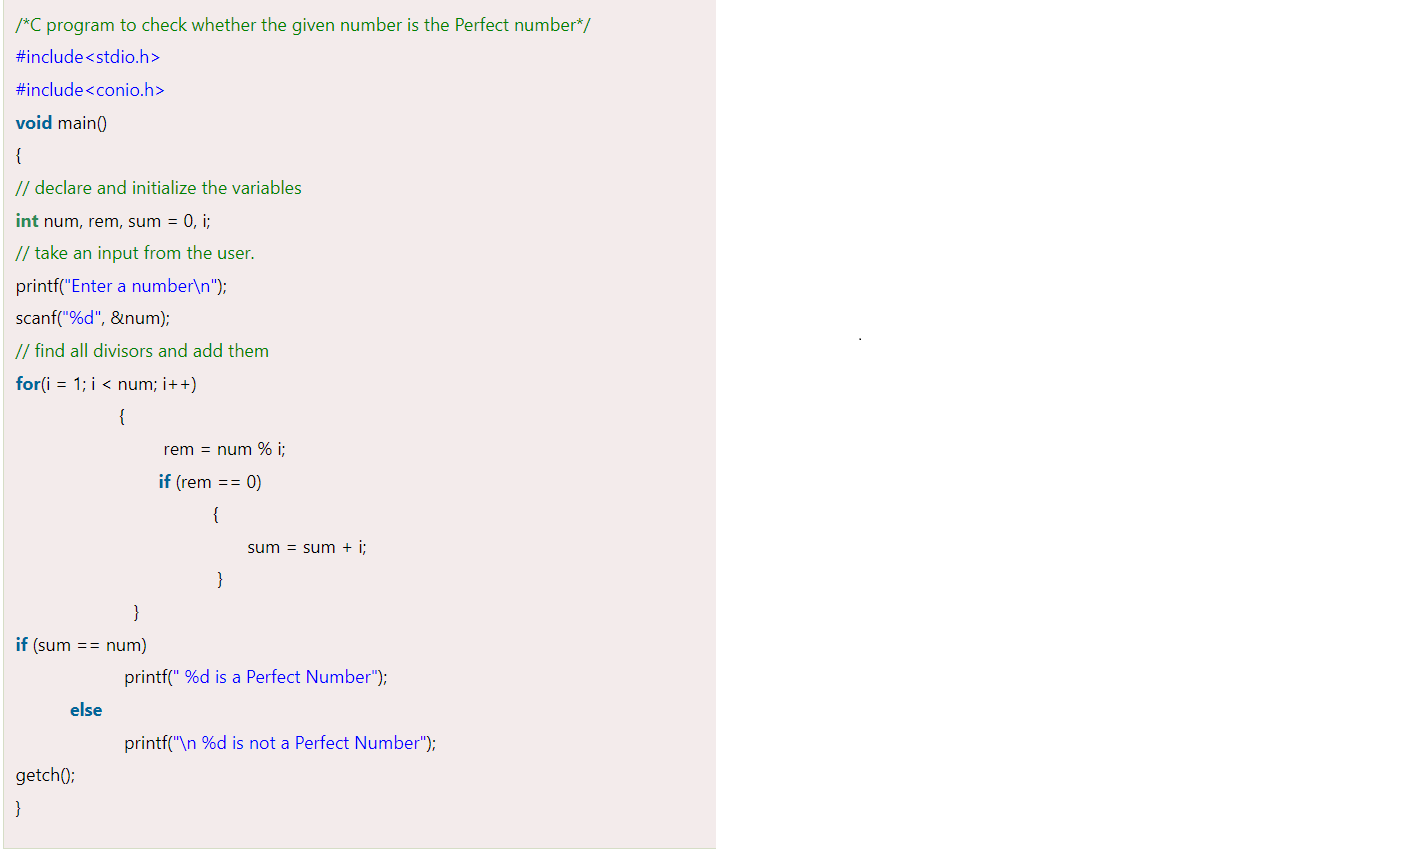 /*C program to check whether the given number is the Perfect number*/
#include<stdio.h>
#include<conio.h>
void main()
{
// declare and initialize the variables
int num, rem, sum = 0, i;
// take an input from the user.
printf("Enter a number\n");
scanf("%d", &num);
// find all divisors and add them
for(i = 1; i < num; i++)
{
rem = num % i;
if (rem == 0)
{
sum = sum + i;
}
}
if (sum == num)
printf(" %d is a Perfect Number");
else
printf("\n %d is not a Perfect Number");
getch();
}